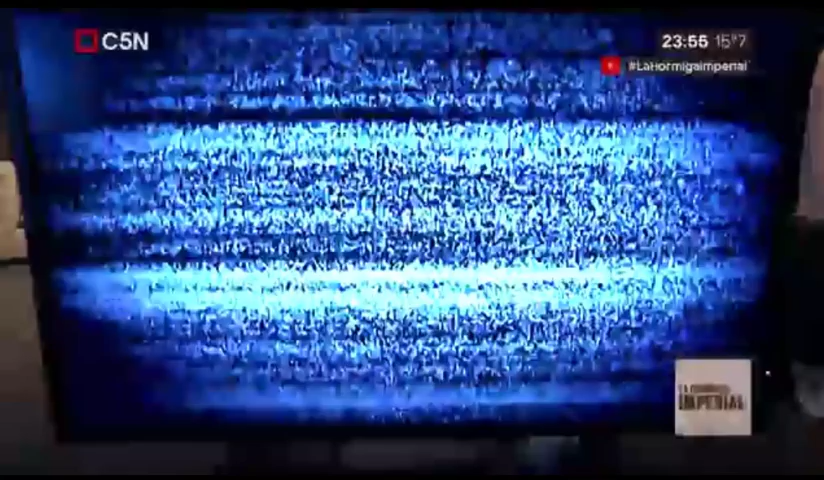 C5N
23:55 15°7
#LaHormigaImperial
LA HORMIGA
IMPERIAL